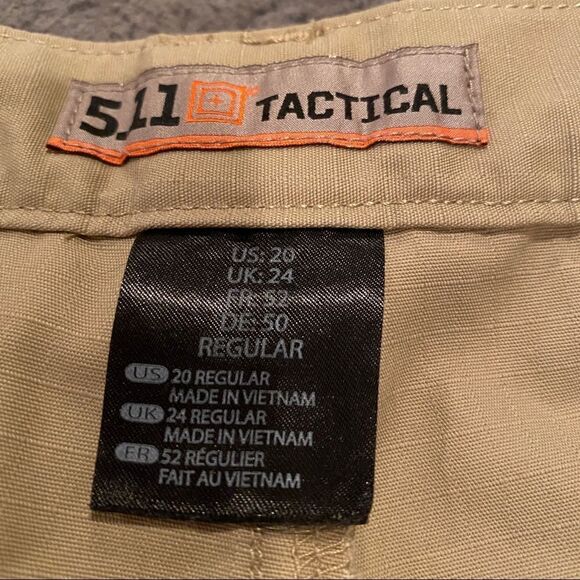 5.11 TACTICAL
US: 20
UK: 24
FR: 52
DE: 50
REGULAR
US 20 REGULAR
MADE IN VIETNAM
UK 24 REGULAR
MADE IN VIETNAM
FR 52 RÉGULIER
FAIT AU VIETNAM